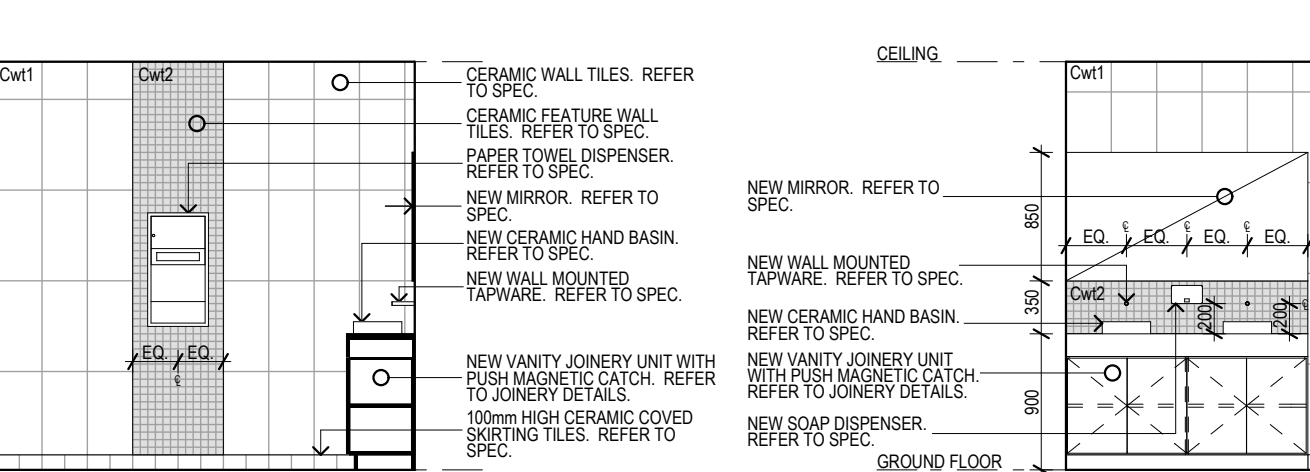 Cwt1
Cwt2
CERAMIC WALL TILES. REFER
TO SPEC.
CERAMIC FEATURE WALL
TILES. REFER TO SPEC.
PAPER TOWEL DISPENSER.
REFER TO SPEC.
NEW MIRROR. REFER TO
SPEC.
NEW CERAMIC HAND BASIN.
REFER TO SPEC.
NEW WALL MOUNTED
TAPWARE. REFER TO SPEC.
EQ. EQ.
NEW VANITY JOINERY UNIT WITH
PUSH MAGNETIC CATCH. REFER
TO JOINERY DETAILS.
100mm HIGH CERAMIC COVED
SKIRTING TILES. REFER TO
SPEC.
CEILING
Cwt1
NEW MIRROR. REFER TO
SPEC.
850
EQ. EQ. EQ. EQ.
NEW WALL MOUNTED
TAPWARE. REFER TO SPEC.
350
Cwt2
200
200
NEW CERAMIC HAND BASIN.
REFER TO SPEC.
NEW VANITY JOINERY UNIT
WITH PUSH MAGNETIC CATCH.
REFER TO JOINERY DETAILS.
900
NEW SOAP DISPENSER.
REFER TO SPEC.
GROUND FLOOR